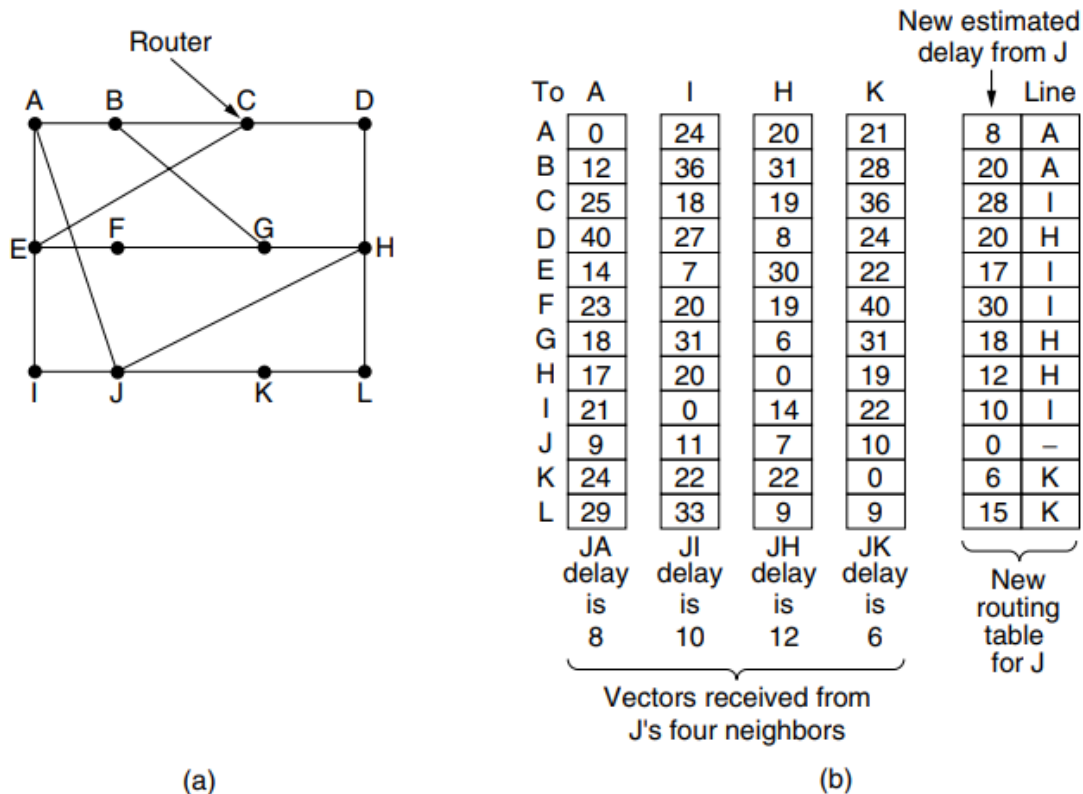 Router
A B C D
E F G H
I J K L
(a)
New estimated
delay from J
To A I H K Line
A 0 24 20 21 8 A
B 12 36 31 28 20 A
C 25 18 19 36 28 I
D 40 27 8 24 20 H
E 14 7 30 22 17 I
F 23 20 19 40 30 I
G 18 31 6 31 18 H
H 17 20 0 19 12 H
I 21 0 14 22 10 I
J 9 11 7 10 0 –
K 24 22 22 0 6 K
L 29 33 9 9 15 K
JA JI JH JK
delay delay delay delay
is is is is
8 10 12 6
New
routing
table
for J
Vectors received from
J's four neighbors
(b)